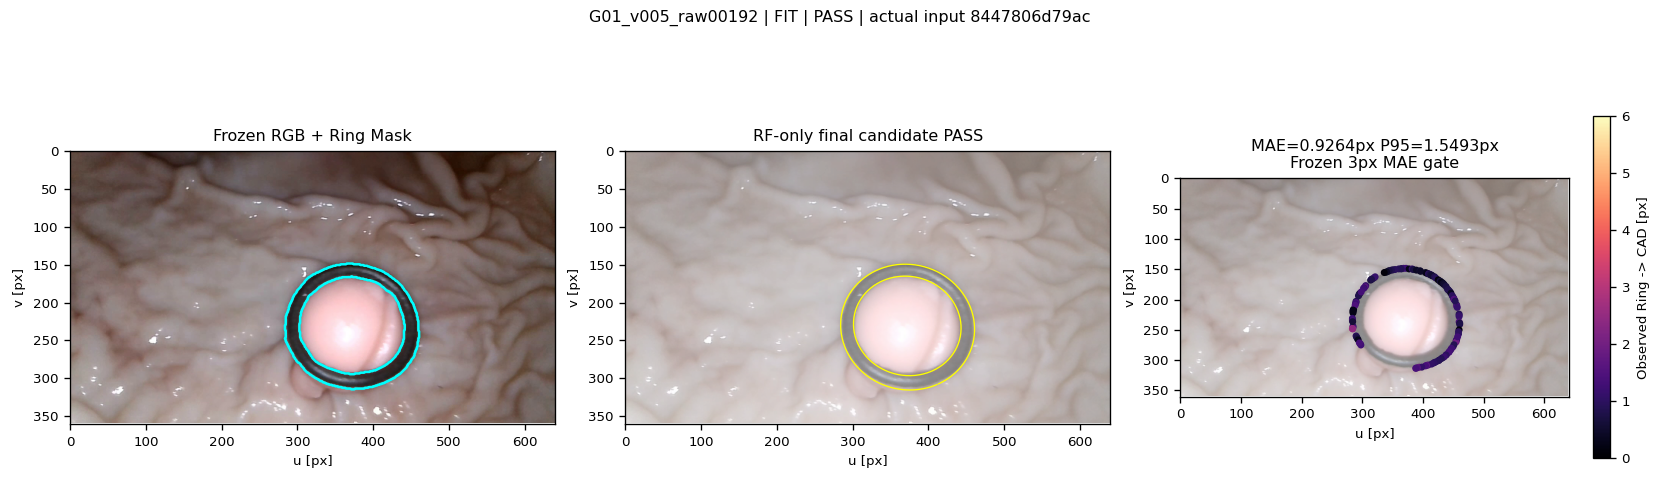 G01_v005_raw00192 | FIT | PASS | actual input 8447806d79ac
Frozen RGB + Ring Mask
0
50
100
150
200
250
300
350
v [px]
0 100 200 300 400 500 600
u [px]
RF-only final candidate PASS
0
50
100
150
200
250
300
350
v [px]
0 100 200 300 400 500 600
u [px]
MAE=0.9264px P95=1.5493px
Frozen 3px MAE gate
0
50
100
150
200
250
300
350
v [px]
0 100 200 300 400 500 600
u [px]
6
5
4
3
2
1
0
Observed Ring -> CAD [px]